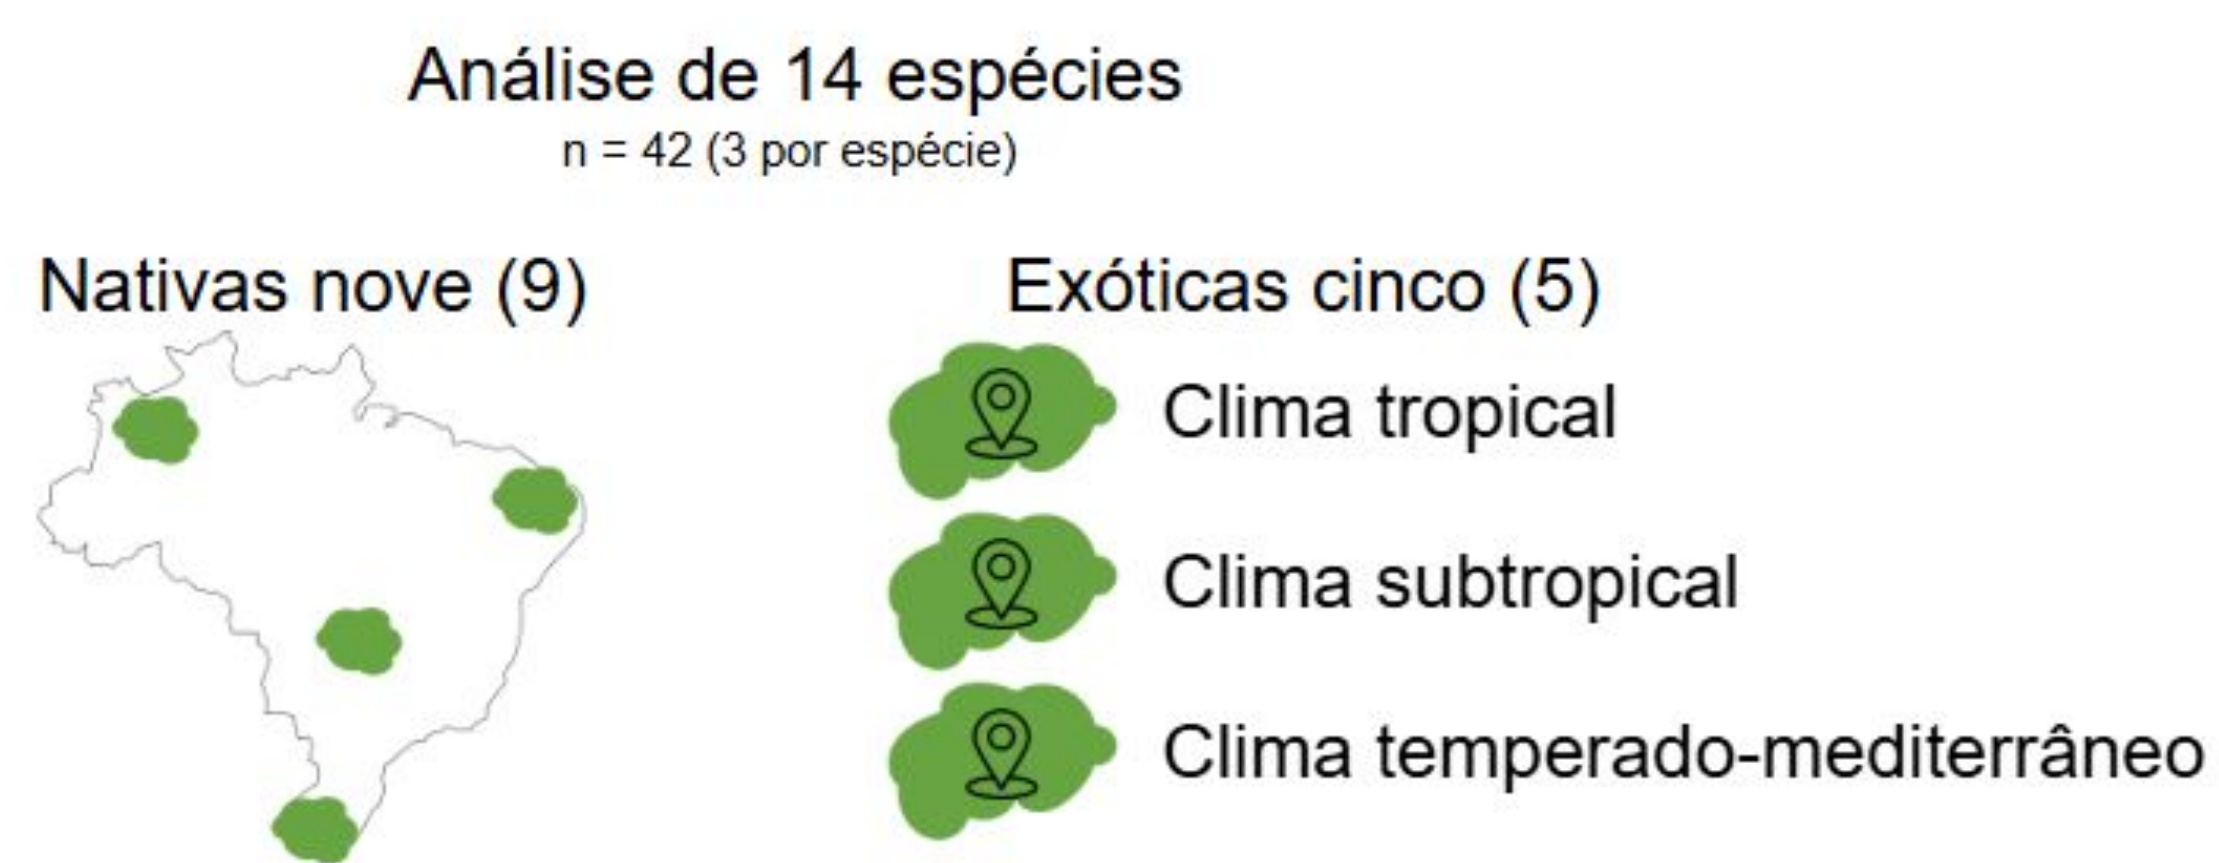 Análise de 14 espécies
n = 42 (3 por espécie)
Nativas nove (9)
Exóticas cinco (5)
Clima tropical
Clima subtropical
Clima temperado-mediterrâneo